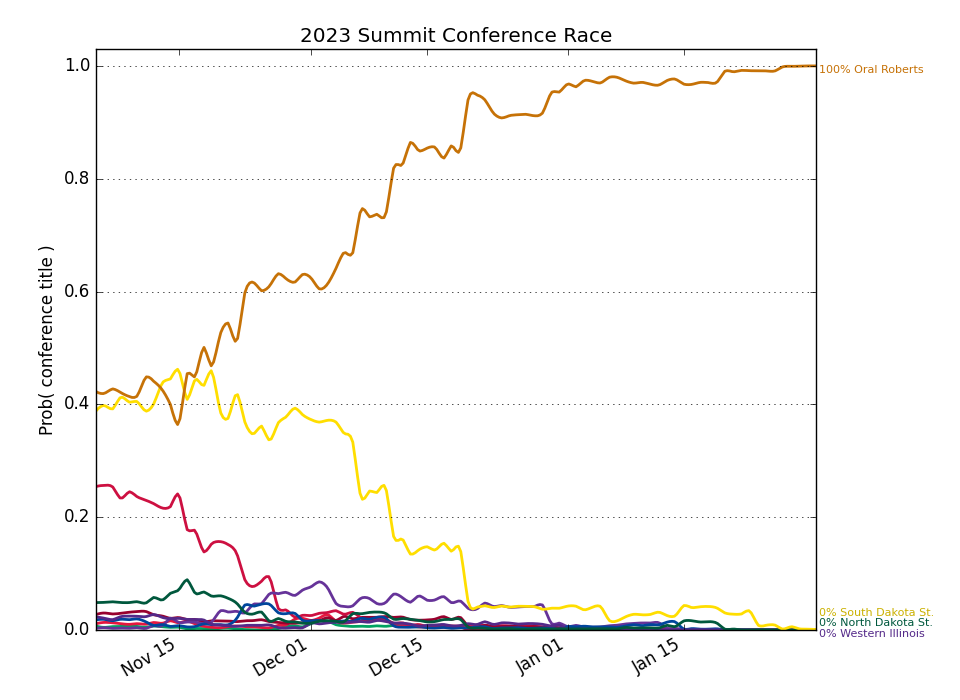 2023 Summit Conference Race
Prob( conference title )
1.0
0.8
0.6
0.4
0.2
0.0
Nov 15
Dec 01
Dec 15
Jan 01
Jan 15
100% Oral Roberts
0% South Dakota St.
0% North Dakota St.
0% Western Illinois